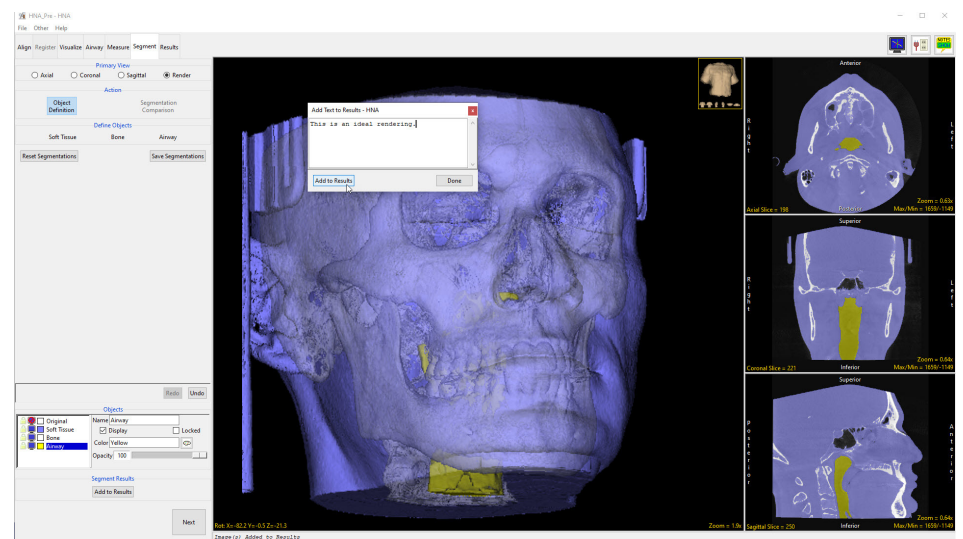 HNA_Pre - HNA
File Other Help
Align Register Visualize Airway Measure Segment Results
NOTES
SHOW
Primary View
Axial Coronal Sagittal Render
Action
Object Definition
Segmentation Comparison
Define Objects
Soft Tissue Bone Airway
Reset Segmentations Save Segmentations
Redo Undo
Objects
Original
Soft Tissue
Bone
Airway
Name Airway
Display Locked
Color Yellow
Opacity 100
Segment Results
Add to Results
Next
Add Text to Results - HNA
This is an ideal rendering.
Add to Results Done
Rot: X=-82.2 Y=-0.5 Z=-21.3
Zoom = 1.9x
Image(s) Added to Results
Anterior
Right
Left
Posterior
Zoom = 0.63x
Axial Slice = 198
Max/Min = 1659/-1149
Superior
Right
Left
Inferior
Zoom = 0.64x
Coronal Slice = 221
Max/Min = 1659/-1149
Superior
Posterior
Anterior
Inferior
Zoom = 0.64x
Sagittal Slice = 250
Max/Min = 1659/-1149